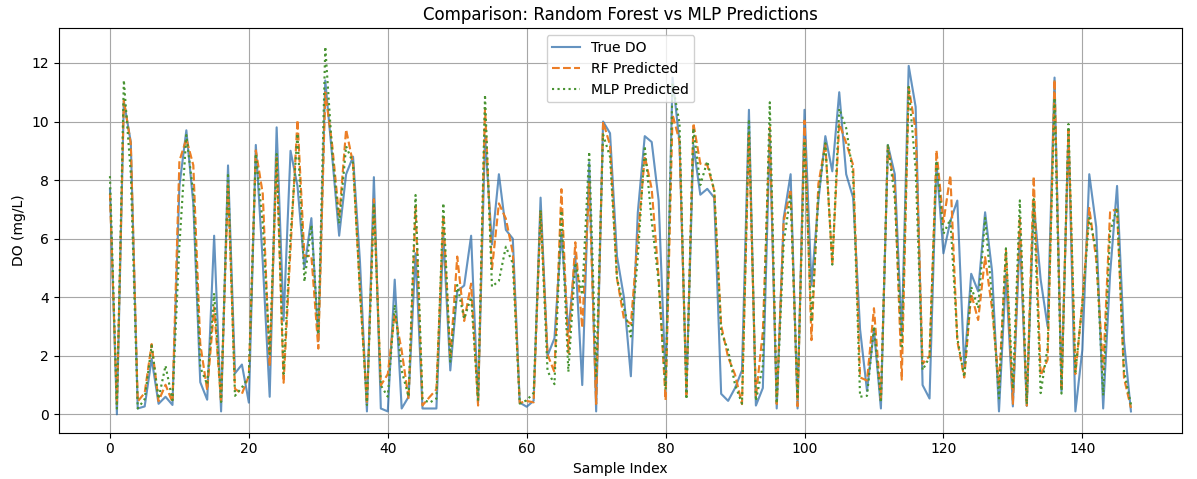 Comparison: Random Forest vs MLP Predictions
True DO
RF Predicted
MLP Predicted
DO (mg/L)
12
10
8
6
4
2
0
0 20 40 60 80 100 120 140
Sample Index